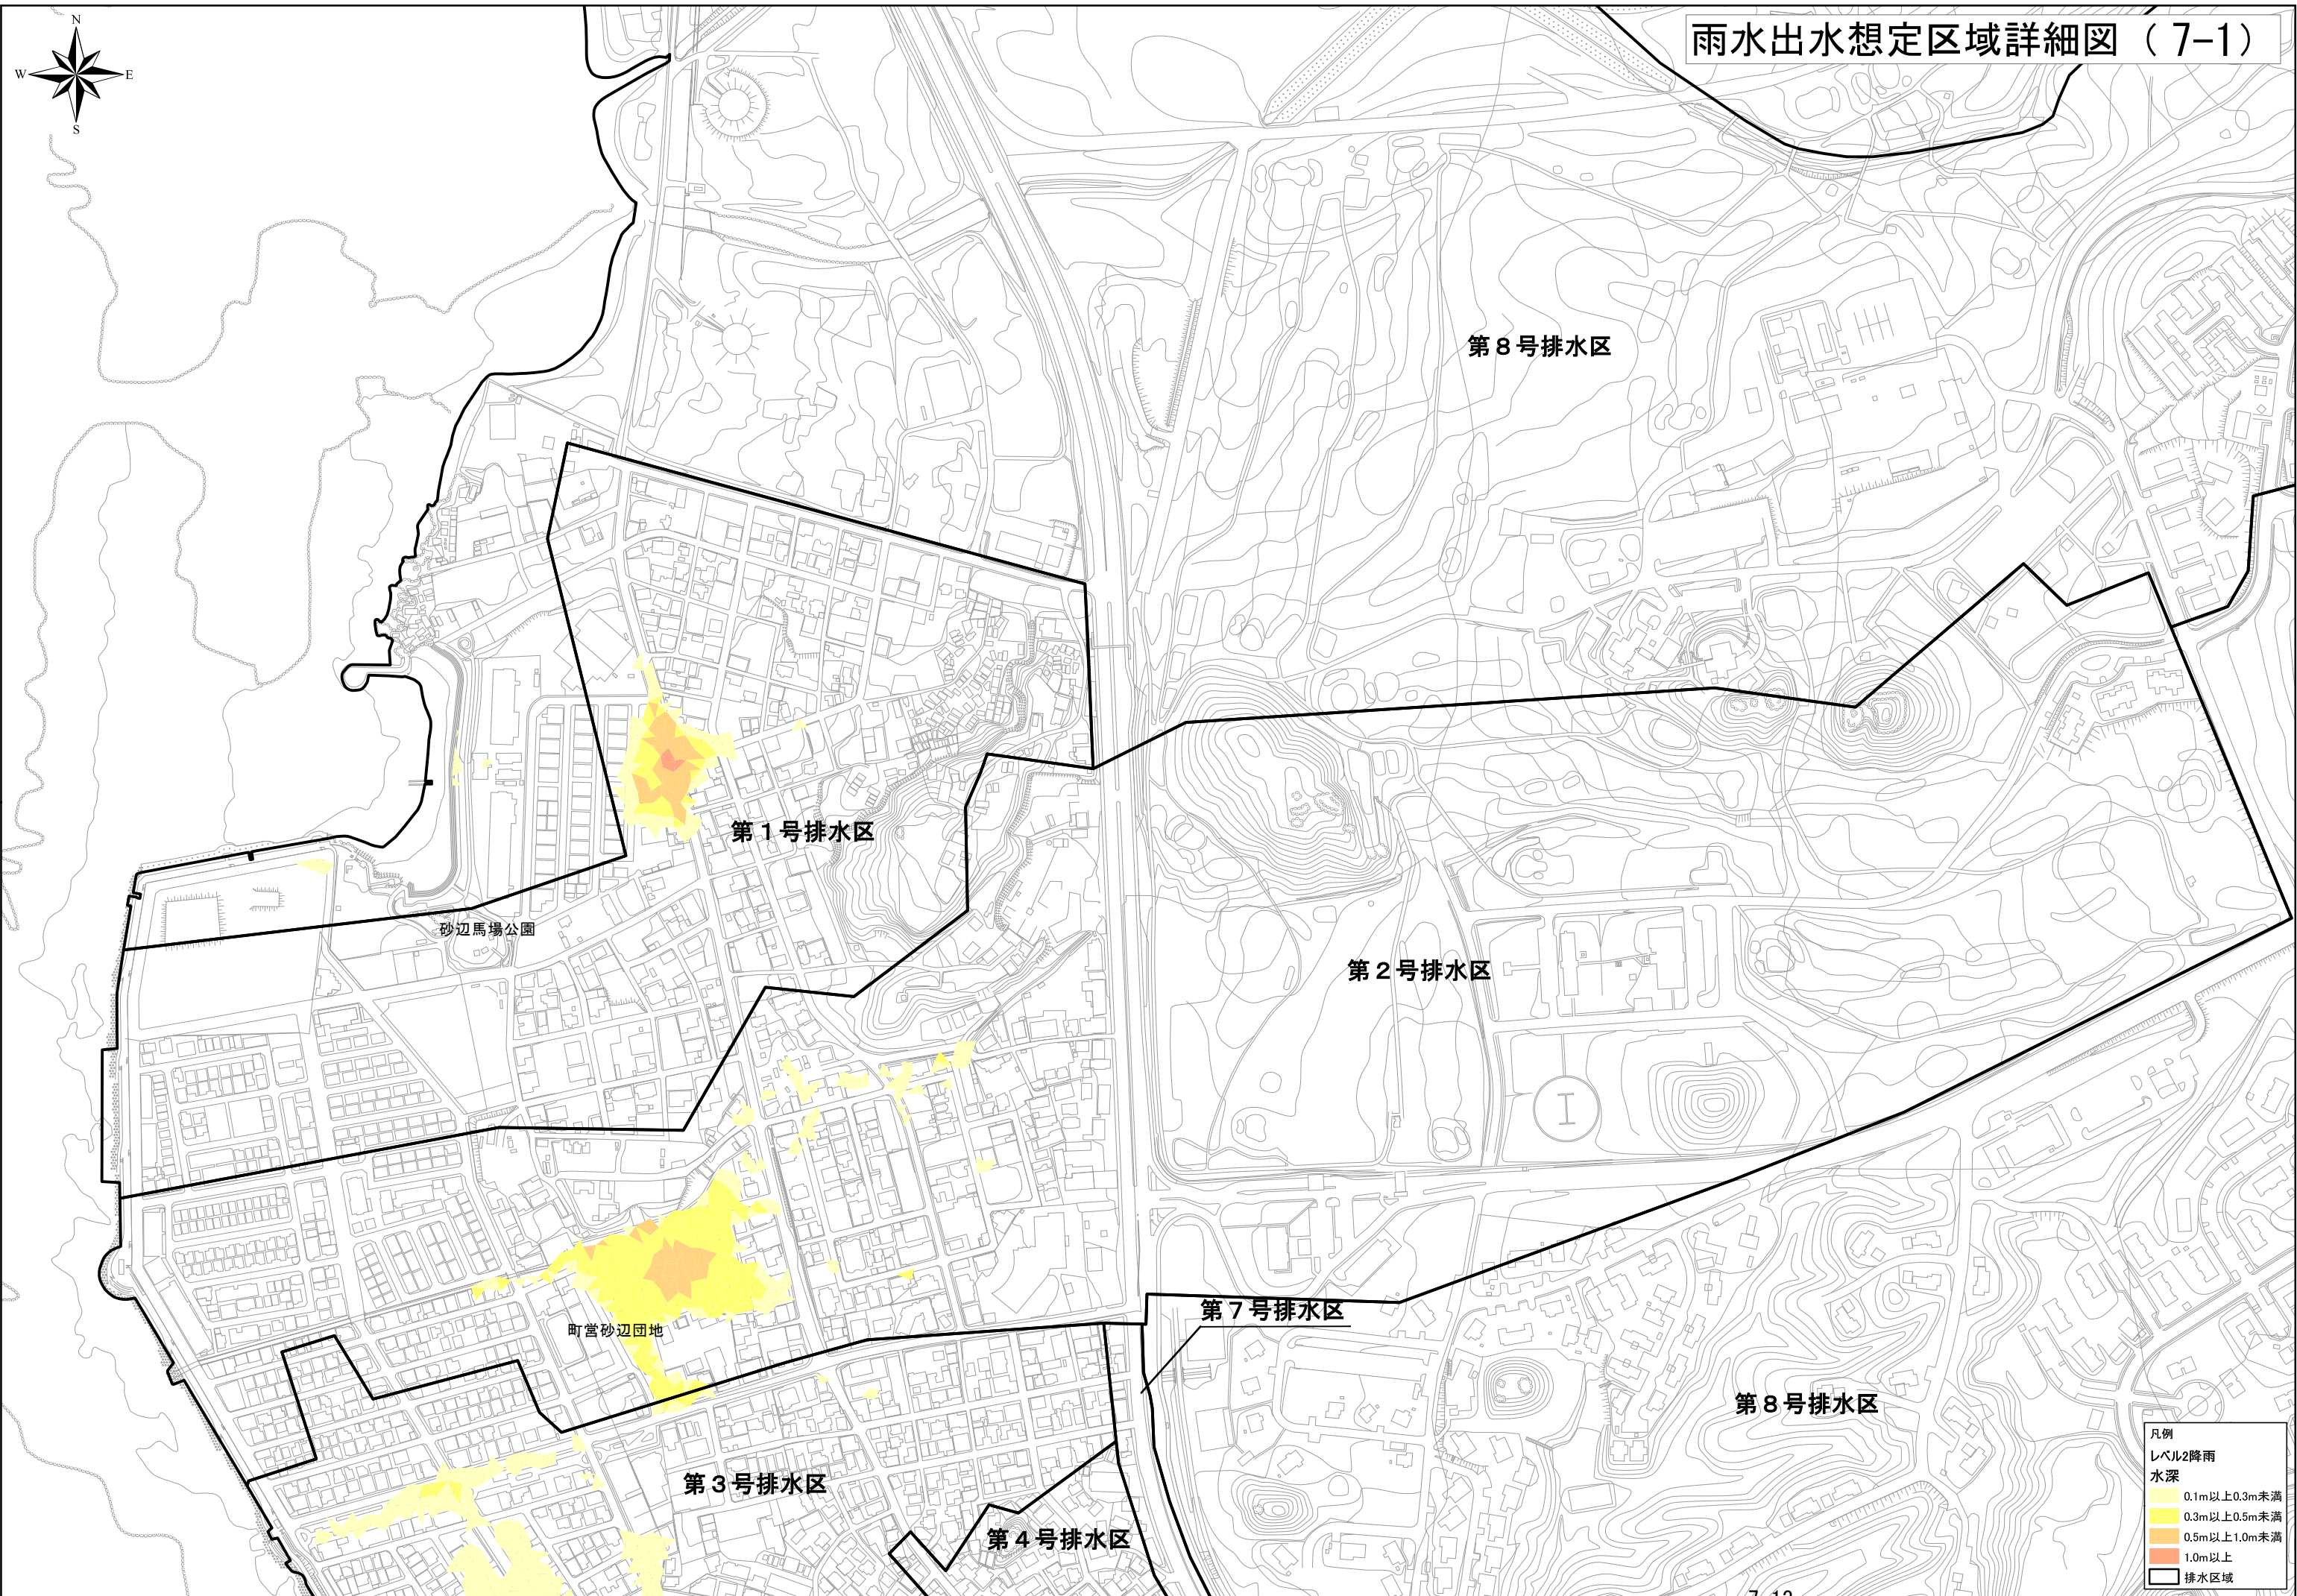 雨水出水想定区域詳細図（7-1）
N
W
E
S
第８号排水区
第１号排水区
砂辺馬場公園
第２号排水区
第７号排水区
町営砂辺団地
第８号排水区
第３号排水区
第４号排水区
凡例
レベル2降雨
水深
0.1m以上0.3m未満
0.3m以上0.5m未満
0.5m以上1.0m未満
1.0m以上
排水区域